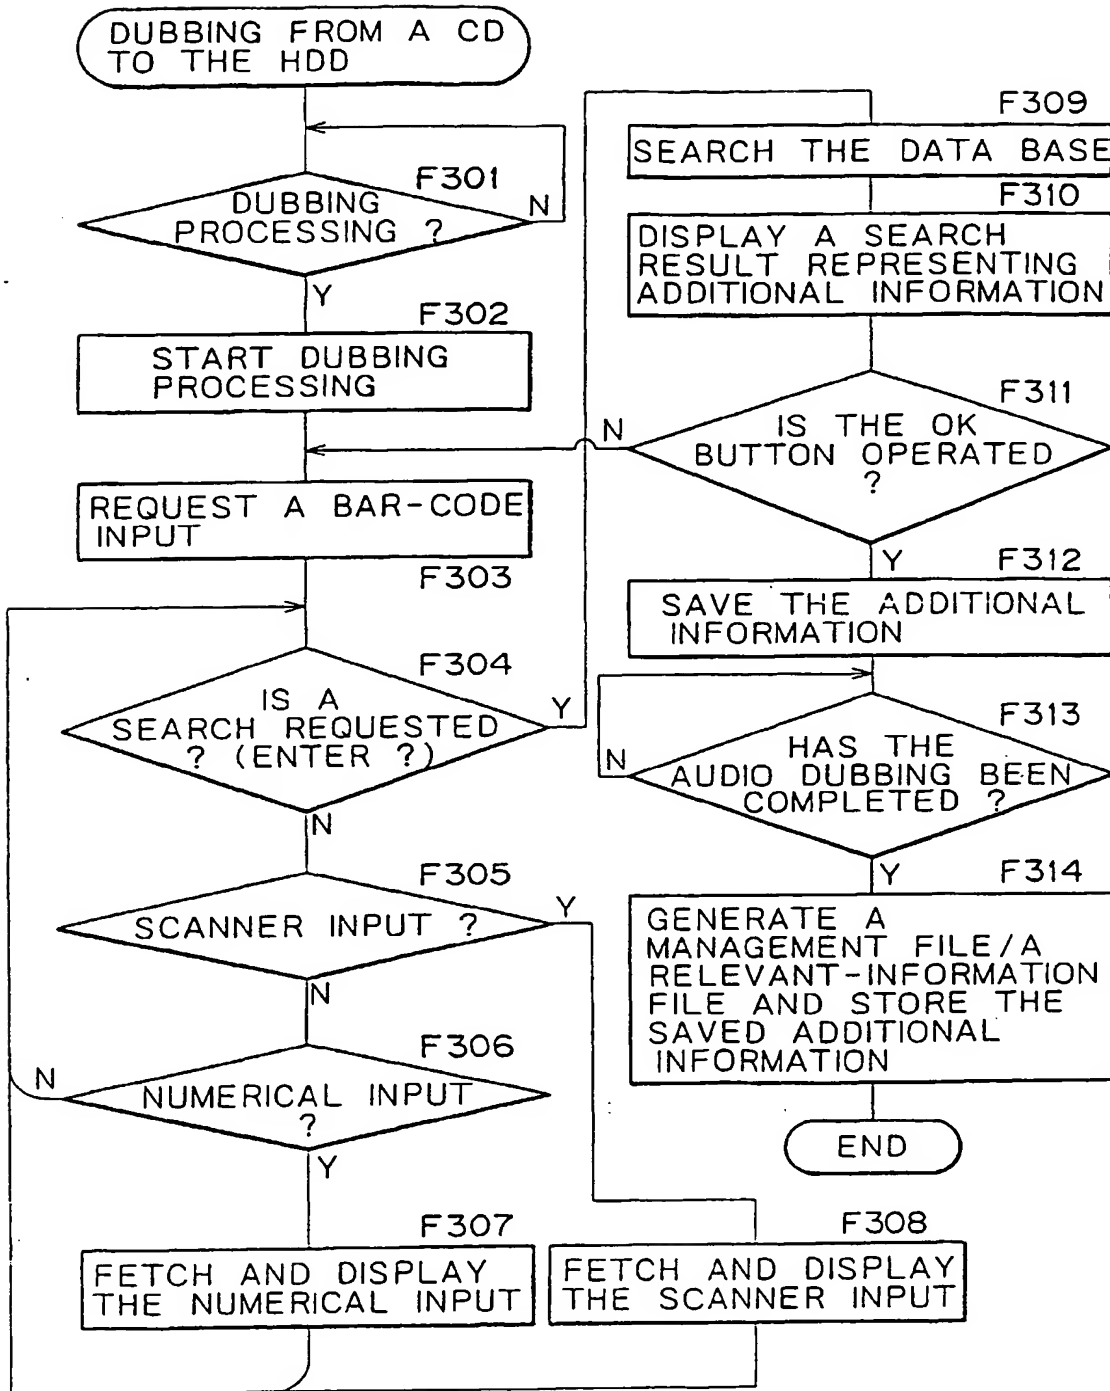 DUBBING FROM A CD
TO THE HDD
F301
DUBBING
PROCESSING ?
N
Y
F302
START DUBBING
PROCESSING
REQUEST A BAR-CODE
INPUT
F303
F304
IS A
SEARCH REQUESTED
? (ENTER ?)
Y
N
F305
SCANNER INPUT ?
Y
N
F306
NUMERICAL INPUT
?
N
Y
F307
FETCH AND DISPLAY
THE NUMERICAL INPUT
F308
FETCH AND DISPLAY
THE SCANNER INPUT
F309
SEARCH THE DATA BASE
F310
DISPLAY A SEARCH
RESULT REPRESENTING
ADDITIONAL INFORMATION
F311
IS THE OK
BUTTON OPERATED
?
N
Y
F312
SAVE THE ADDITIONAL
INFORMATION
F313
HAS THE
AUDIO DUBBING BEEN
COMPLETED ?
N
Y
F314
GENERATE A
MANAGEMENT FILE/A
RELEVANT-INFORMATION
FILE AND STORE THE
SAVED ADDITIONAL
INFORMATION
END